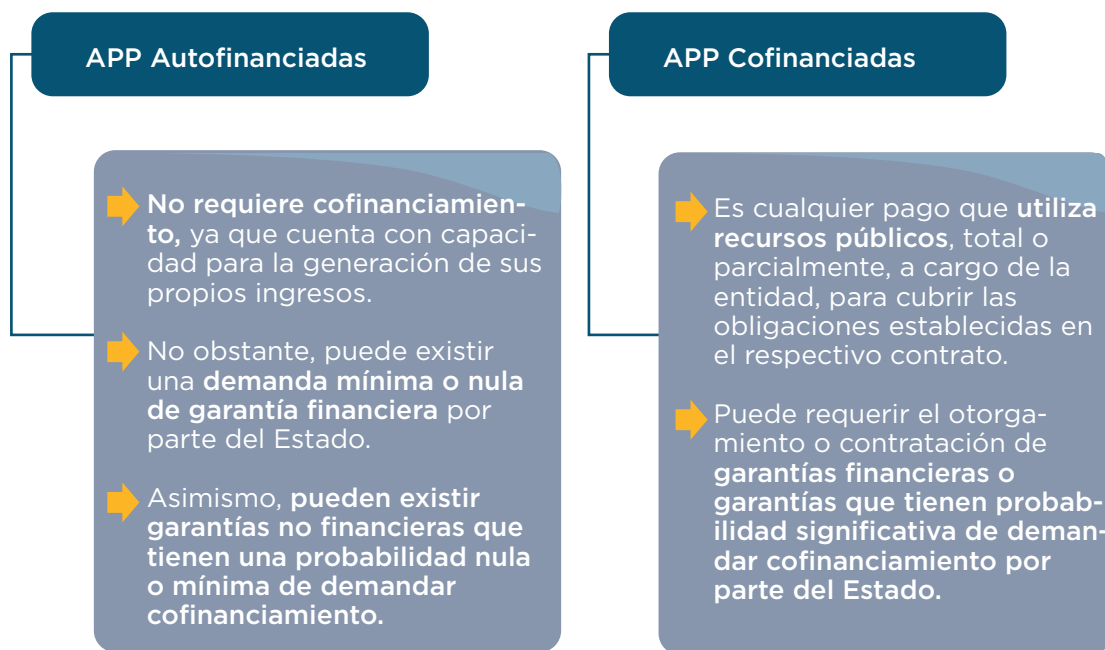 APP Autofinanciadas
No requiere cofinanciamien-
to, ya que cuenta con capaci-
dad para la generación de sus
propios ingresos.
No obstante, puede existir
una demanda mínima o nula
de garantía financiera por
parte del Estado.
Asimismo, pueden existir
garantías no financieras que
tienen una probabilidad nula
o mínima de demandar
cofinanciamiento.
APP Cofinanciadas
Es cualquier pago que utiliza
recursos públicos, total o
parcialmente, a cargo de la
entidad, para cubrir las
obligaciones establecidas en
el respectivo contrato.
Puede requerir el otorga-
miento o contratación de
garantías financieras o
garantías que tienen probab-
ilidad significativa de deman-
dar cofinanciamiento por
parte del Estado.